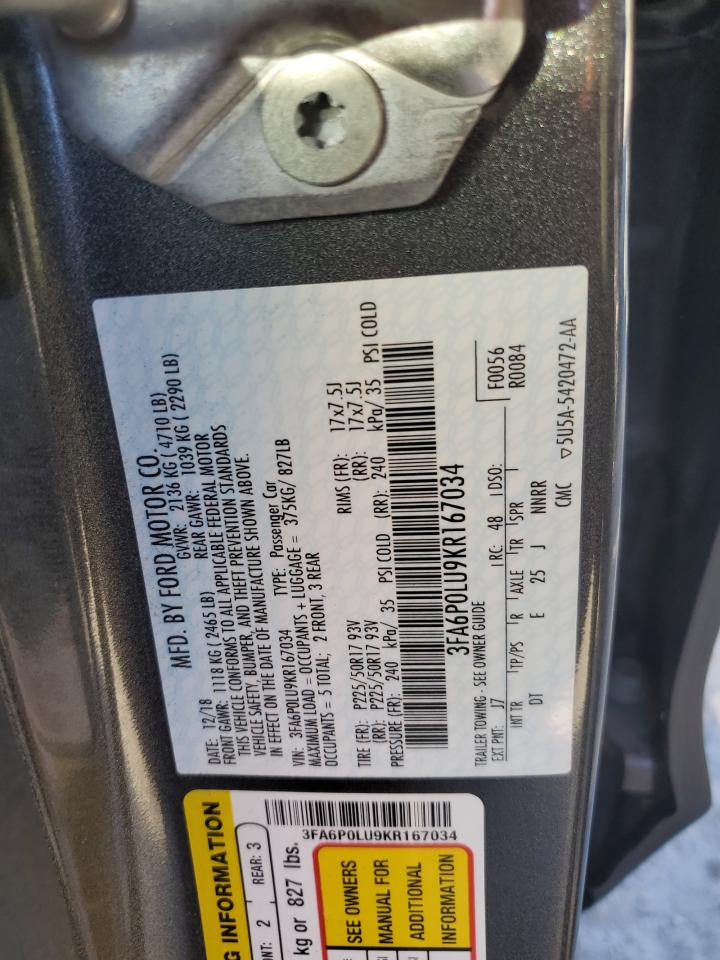 MFD. BY FORD MOTOR CO.
DATE: 12/18 GVWR: 2136 KG ( 4710 LB)
FRONT GAWR: 1118 KG ( 2465 LB) REAR GAWR: 1039 KG ( 2290 LB)
THIS VEHICLE CONFORMS TO ALL APPLICABLE FEDERAL MOTOR
VEHICLE SAFETY, BUMPER, AND THEFT PREVENTION STANDARDS
IN EFFECT ON THE DATE OF MANUFACTURE SHOWN ABOVE.
VIN: 3FA6P0LU9KR167034 TYPE: Passenger Car
MAXIMUM LOAD = OCCUPANTS + LUGGAGE = 375KG/ 827LB
OCCUPANTS = 5 TOTAL; 2 FRONT, 3 REAR
TIRE (FR): P225/50R17 93V RIMS (FR): 17x7.5J
(RR): P225/50R17 93V (RR): 17x7.5J
PRESSURE (FR): 240 kPa/ 35 PSI COLD (RR): 240 kPa/ 35 PSI COLD
3FA6P0LU9KR167034
TRAILER TOWING - SEE OWNER GUIDE
F0056
R0084
EXT PNT: J7 RC: 48 DSO:
INT TR TP/PS R AXLE TR SPR
DT E 25 J NNRR
CMC ▽5U5A-5420472-AA
G INFORMATION
3FA6P0LU9KR167034
NT: 2 REAR: 3
kg or 827 lbs.
SEE OWNERS
MANUAL FOR
ADDITIONAL
INFORMATION